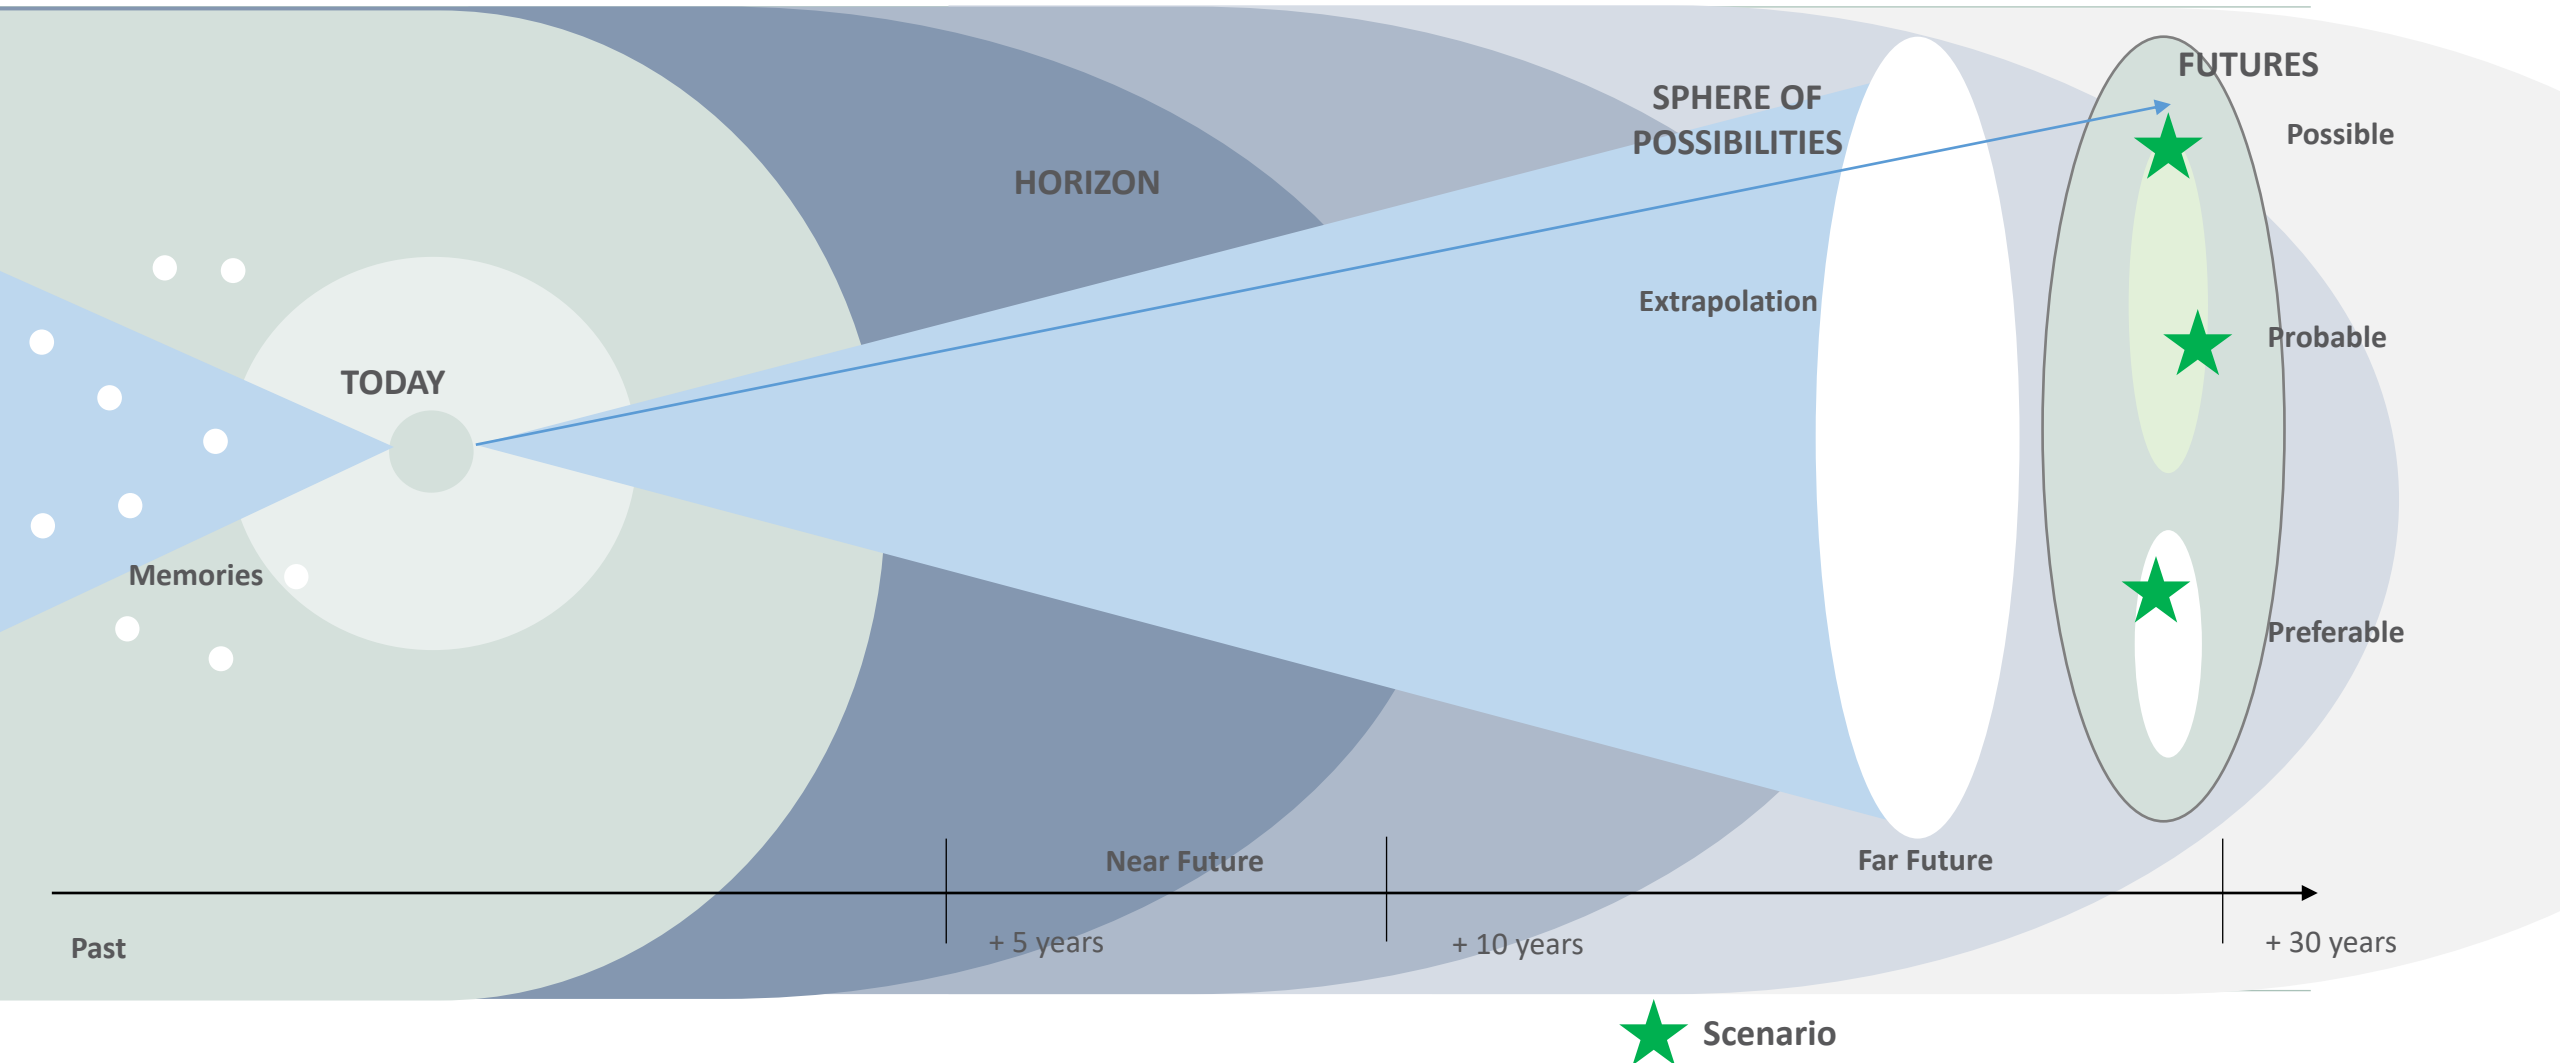 FUTURES
SPHERE OF
POSSIBILITIES
Possible
HORIZON
Extrapolation
Probable
TODAY
Memories
Preferable
Near Future
Far Future
Past
+ 5 years
+ 10 years
+ 30 years
Scenario